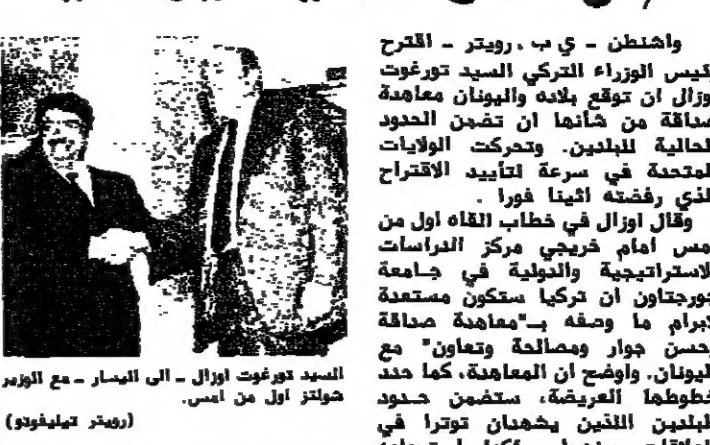 واشنطن - ي ب ، رويتر - اقترح
رئيس الوزراء التركي السيد تورغوت
اوزال ان توقع بلاده واليونان معاهدة
صداقة من شأنها ان تضمن الحدود
الحالية للبلدين. وتحركت الولايات
المتحدة في سرعة لتأييد الاقتراح
الذي رفضته اثينا فورا .
وقال اوزال في خطاب القاه اول من
امس امام خريجي مركز الدراسات
الاستراتيجية والدولية في جامعة
جورجتاون ان تركيا ستكون مستعدة
لابرام ما وصفه بـ"معاهدة صداقة
وحسن جوار ومصالحة وتعاون" مع
اليونان. واوضح ان المعاهدة، كما حدد
خطوطها العريضة، ستضمن حدود
البلدين اللذين يشهدان توترا في
السيد تورغوت اوزال - الى اليسار - مع الوزير
شولتز اول من امس.
(رويتر تيليفوتو)